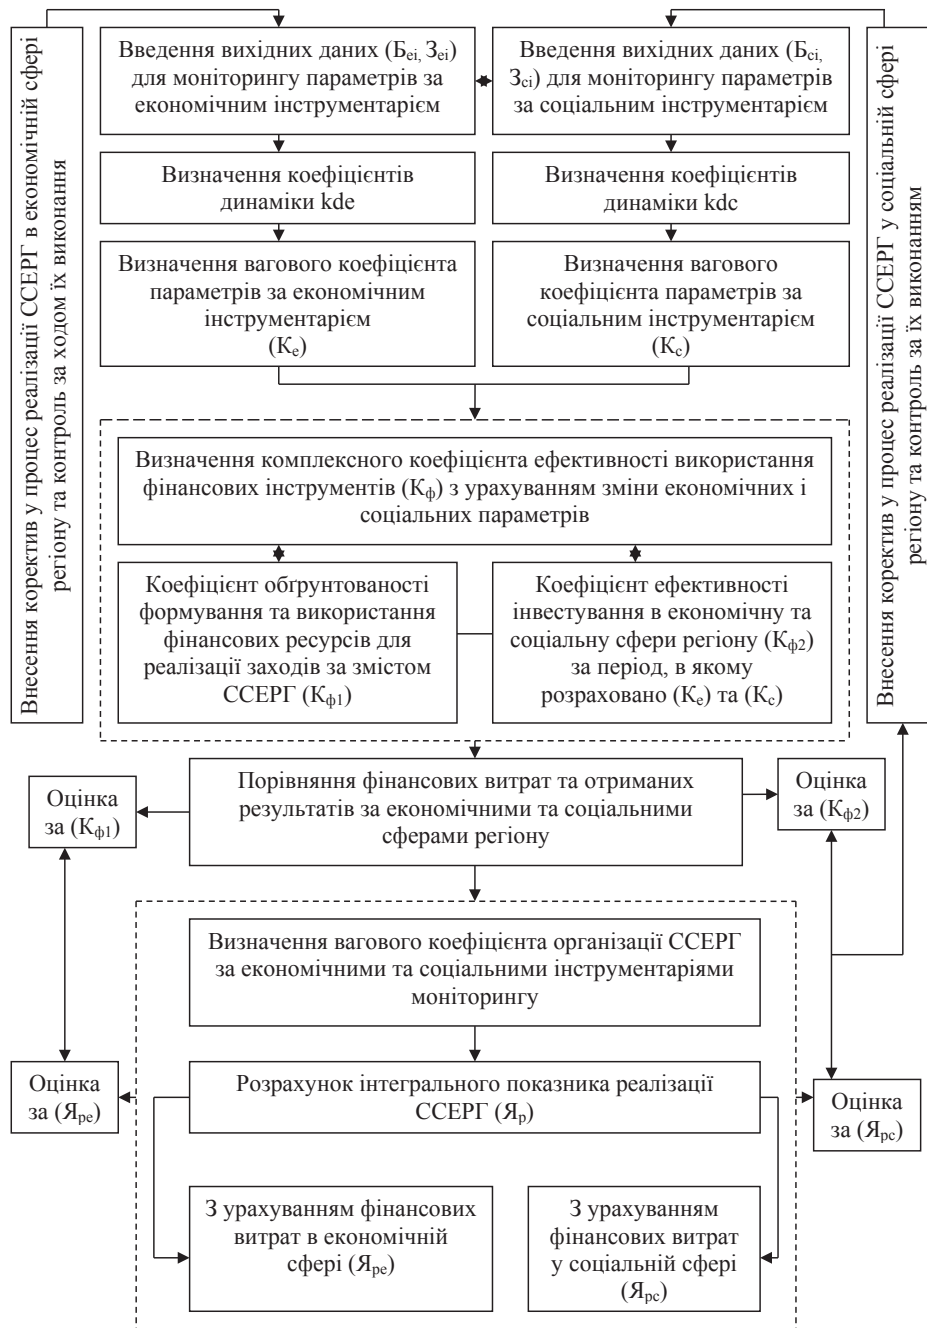 Внесення коректив у процес реалізації ССЕРГ в економічній сфері
регіону та контроль за ходом їх виконання
Введення вихідних даних (Беі, Зеі)
для моніторингу параметрів за
економічним інструментарієм
Введення вихідних даних (Бсі,
Зсі) для моніторингу параметрів
за соціальним інструментарієм
Внесення коректив у процес реалізації ССЕРГ у соціальній сфері
регіону та контроль за їх виконанням
Визначення коефіцієнтів
динаміки kde
Визначення коефіцієнтів
динаміки kdc
Визначення вагового коефіцієнта
параметрів за економічним
інструментарієм
(Ке)
Визначення вагового
коефіцієнта параметрів за
соціальним інструментарієм
(Кс)
Визначення комплексного коефіцієнта ефективності використання
фінансових інструментів (Кф) з урахуванням зміни економічних і
соціальних параметрів
Коефіцієнт обґрунтованості
формування та використання
фінансових ресурсів для
реалізації заходів за змістом
ССЕРГ (Кф1)
Коефіцієнт ефективності
інвестування в економічну та
соціальну сфери регіону (Кф2)
за період, в якому
розраховано (Ке) та (Кс)
Оцінка
за (Кф1)
Порівняння фінансових витрат та отриманих
результатів за економічними та соціальними
сферами регіону
Оцінка
за (Кф2)
Визначення вагового коефіцієнта організації ССЕРГ
за економічними та соціальними інструментаріями
моніторингу
Оцінка
за (Яре)
Розрахунок інтегрального показника реалізації
ССЕРГ (Яр)
Оцінка
за (Ярс)
З урахуванням фінансових
витрат в економічній
сфері (Яре)
З урахуванням
фінансових витрат
у соціальній сфері
(Ярс)